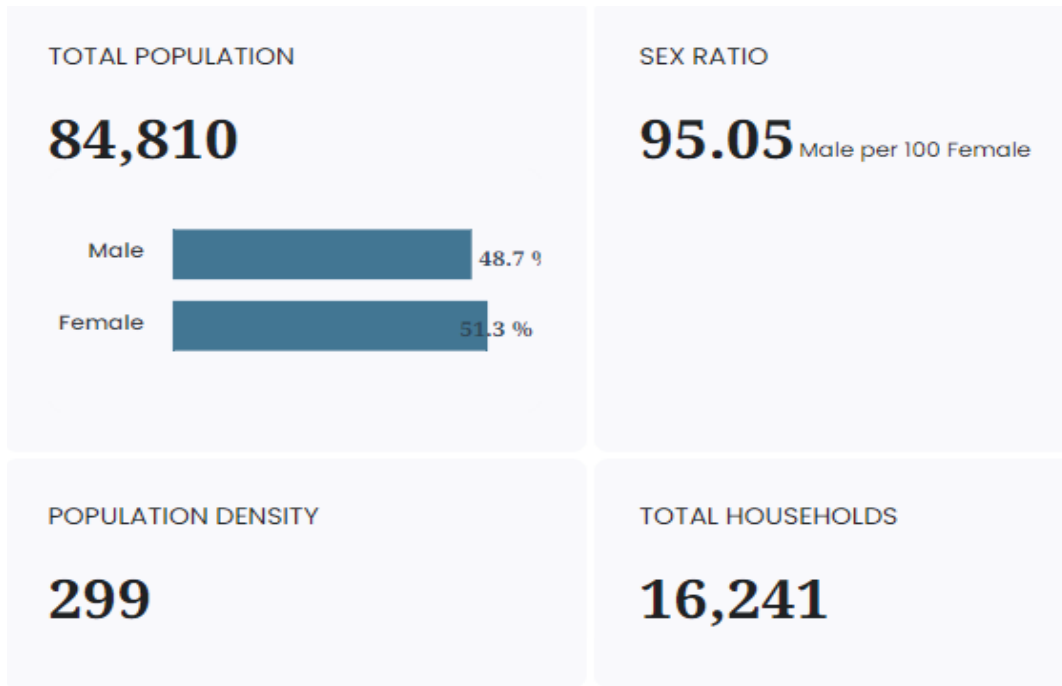 TOTAL POPULATION
84,810
Male 48.7 %
Female 51.3 %
SEX RATIO
95.05 Male per 100 Female
POPULATION DENSITY
299
TOTAL HOUSEHOLDS
16,241